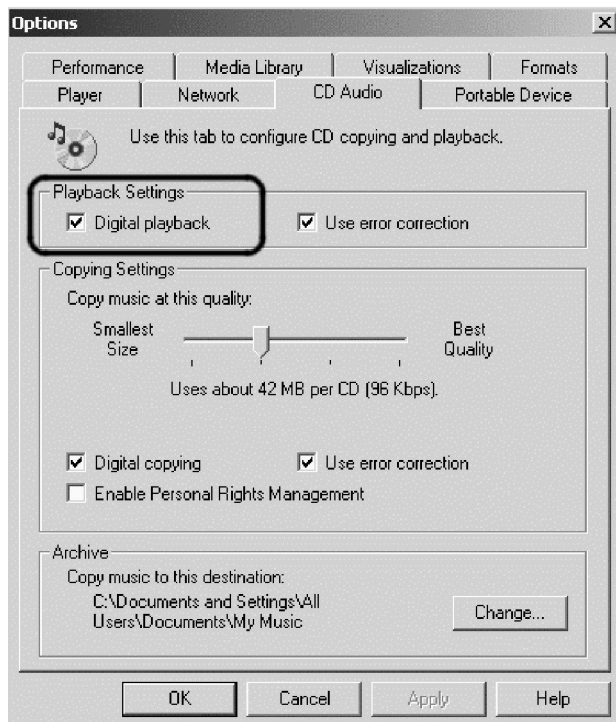 Options
Performance Media Library Visualizations Formats
Player Network CD Audio Portable Device
Use this tab to configure CD copying and playback.
Playback Settings
Digital playback Use error correction
Copying Settings
Copy music at this quality:
Smallest Size
Best Quality
Uses about 42 MB per CD (96 Kbps).
Digital copying Use error correction
Enable Personal Rights Management
Archive
Copy music to this destination:
C:\Documents and Settings\All
Users\Documents\My Music
Change...
OK Cancel Apply Help